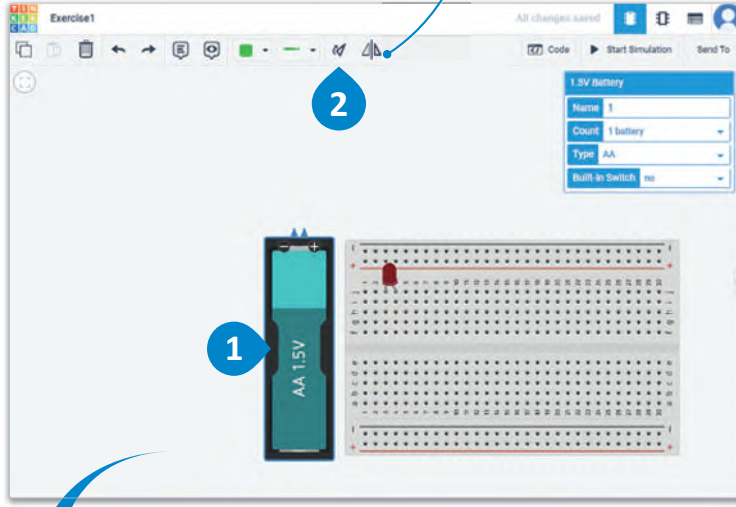 TINKERCAD
Exercise1
All changes saved
Code
Start Simulation
Send To
2
1.5V Battery
Name 1
Count 1 battery
Type AA
Built-in Switch no
- +
1
AA 1.5V